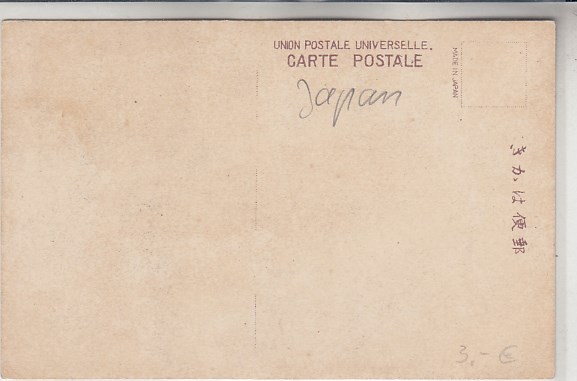 UNION POSTALE UNIVERSELLE.
CARTE POSTALE
MADE IN JAPAN
Japan
郵便はかき
3,- €